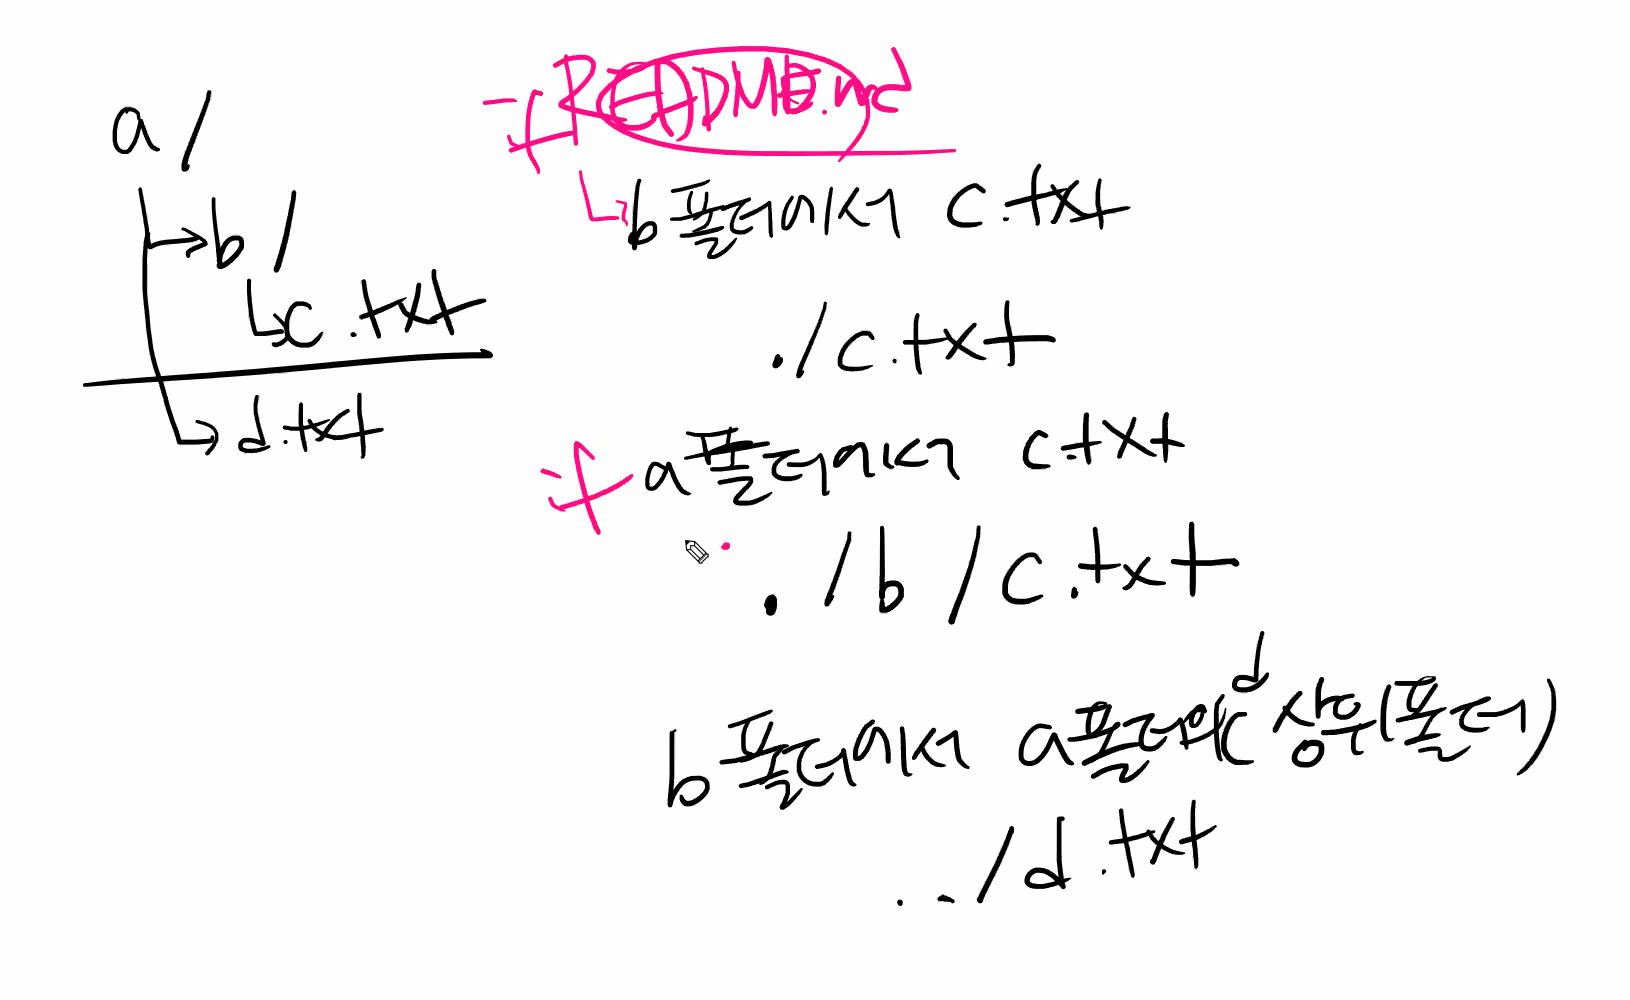 a/
b/
c.txt
d.txt
if README.md
b폴더에서 c.txt
./c.txt
if a폴더에서 c.txt
./b/c.txt
b폴더에서 a폴더의 d(상위폴더)
../d.txt